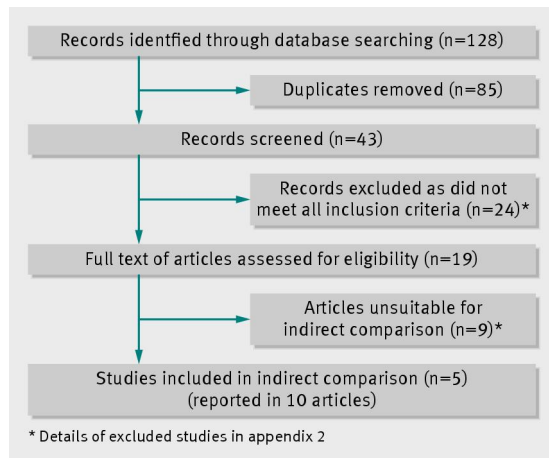 Records identfied through database searching (n=128)
Duplicates removed (n=85)
Records screened (n=43)
Records excluded as did not
meet all inclusion criteria (n=24)*
Full text of articles assessed for eligibility (n=19)
Articles unsuitable for
indirect comparison (n=9)*
Studies included in indirect comparison (n=5)
(reported in 10 articles)
* Details of excluded studies in appendix 2